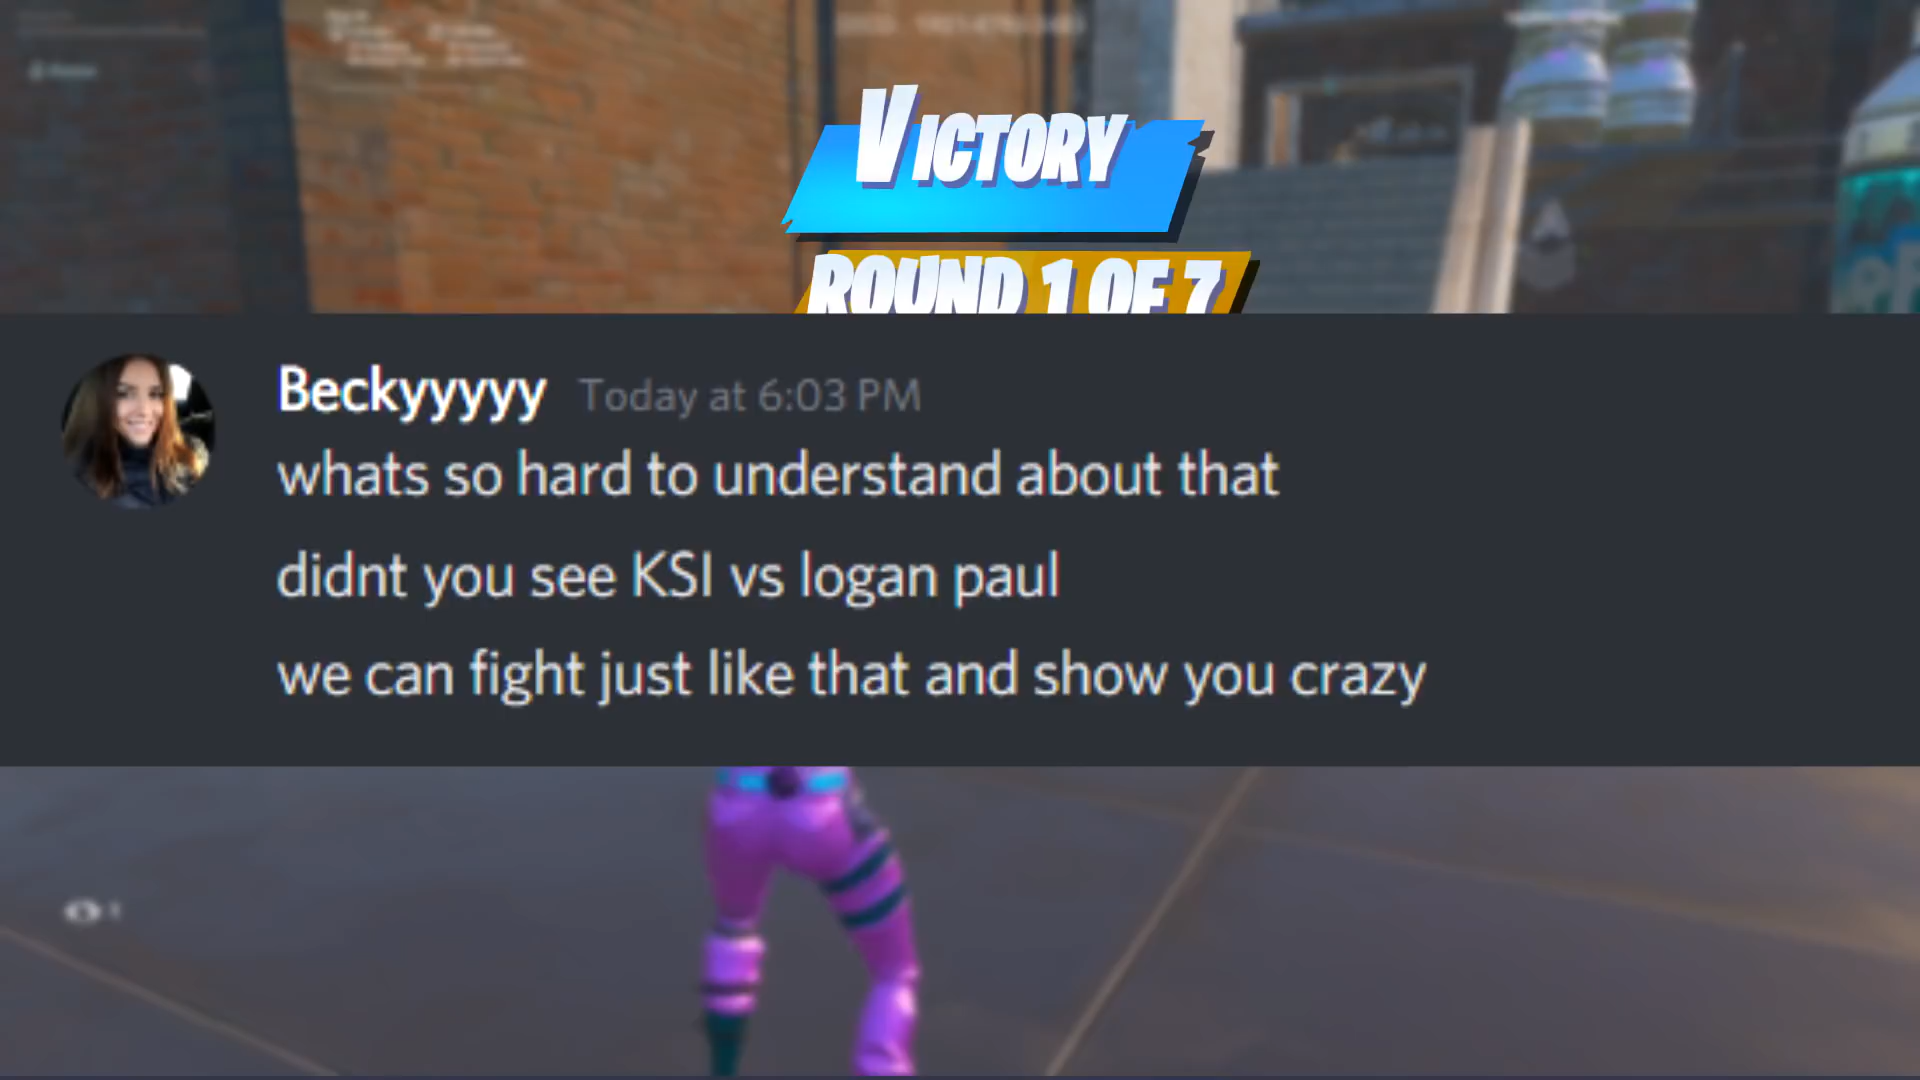 VICTORY
ROUND 1 OF 7
Beckyyyyy Today at 6:03 PM
whats so hard to understand about that
didnt you see KSI vs logan paul
we can fight just like that and show you crazy